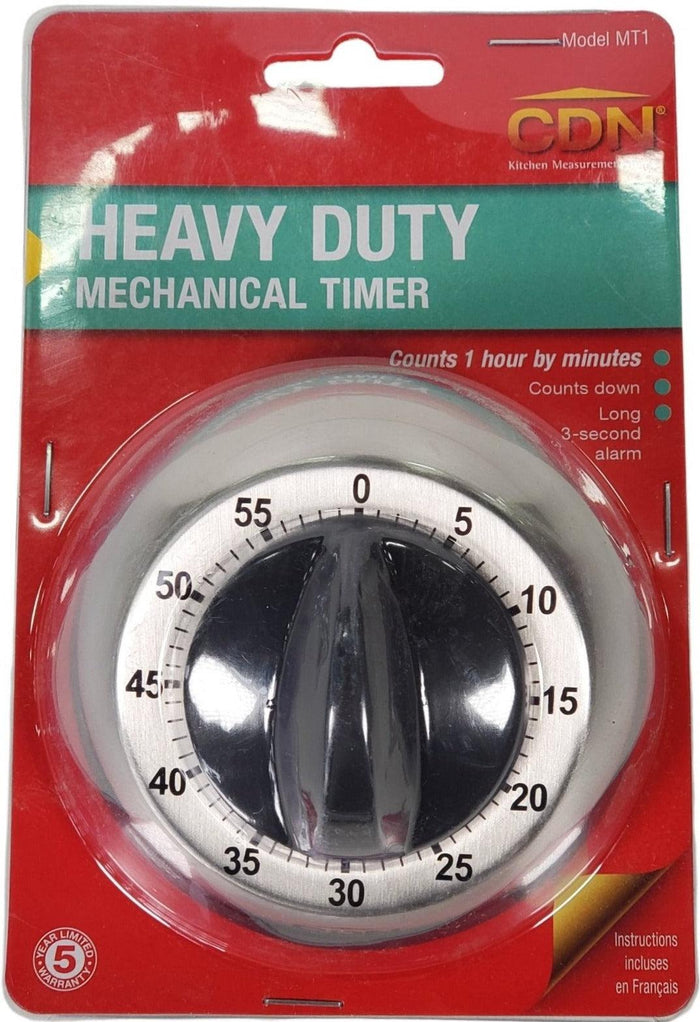 Model MT1
CDN®
Kitchen Measurement
HEAVY DUTY
MECHANICAL TIMER
Counts 1 hour by minutes
Counts down
Long
3-second
alarm
0
5
10
15
20
25
30
35
40
45
50
55
5
YEAR LIMITED
WARRANTY
Instructions
incluses
en Français